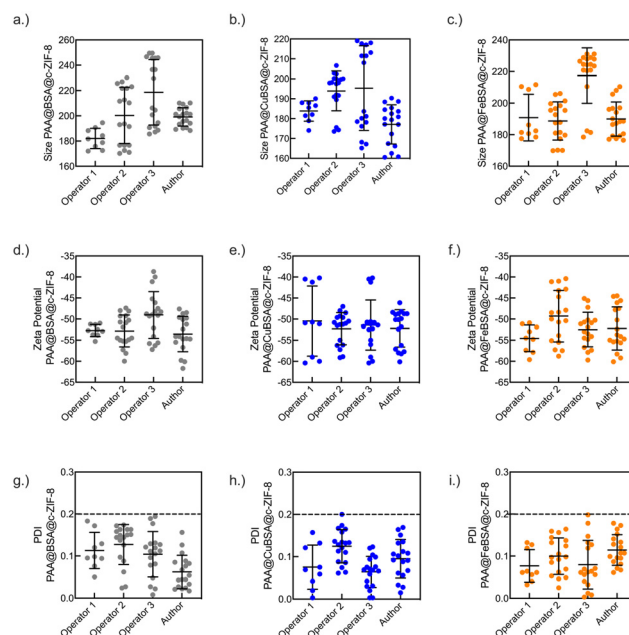 a.)
Size PAA@BSA@c-ZIF-8
260
240
220
200
180
160
Operator 1
Operator 2
Operator 3
Author
b.)
Size PAA@CuBSA@c-ZIF-8
220
210
200
190
180
170
160
Operator 1
Operator 2
Operator 3
Author
c.)
Size PAA@FeBSA@c-ZIF-8
240
220
200
180
160
Operator 1
Operator 2
Operator 3
Author
d.)
Zeta Potential
PAA@BSA@c-ZIF-8
-35
-40
-45
-50
-55
-60
-65
Operator 1
Operator 2
Operator 3
Author
e.)
Zeta Potential
PAA@CuBSA@c-ZIF-8
-35
-40
-45
-50
-55
-60
-65
Operator 1
Operator 2
Operator 3
Author
f.)
Zeta Potential
PAA@FeBSA@c-ZIF-8
-35
-40
-45
-50
-55
-60
-65
Operator 1
Operator 2
Operator 3
Author
g.)
PDI
PAA@BSA@c-ZIF-8
0.3
0.2
0.1
0.0
Operator 1
Operator 2
Operator 3
Author
h.)
PDI
PAA@CuBSA@c-ZIF-8
0.3
0.2
0.1
0.0
Operator 1
Operator 2
Operator 3
Author
i.)
PDI
PAA@FeBSA@c-ZIF-8
0.3
0.2
0.1
0.0
Operator 1
Operator 2
Operator 3
Author